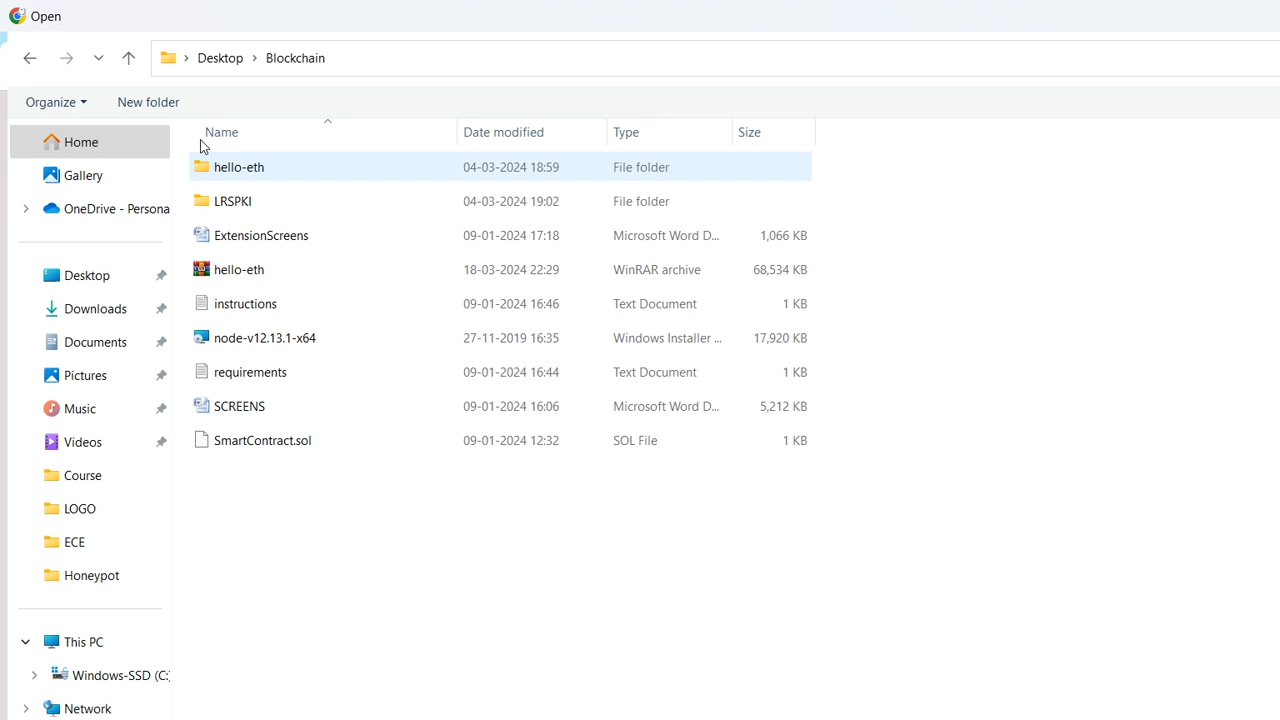 Open
Desktop > Blockchain
Organize New folder
Name Date modified Type Size
Home
Gallery
OneDrive - Persona
Desktop
Downloads
Documents
Pictures
Music
Videos
Course
LOGO
ECE
Honeypot
This PC
Windows-SSD (C:)
Network
hello-eth 04-03-2024 18:59 File folder
LRSPKI 04-03-2024 19:02 File folder
ExtensionScreens 09-01-2024 17:18 Microsoft Word D... 1,066 KB
hello-eth 18-03-2024 22:29 WinRAR archive 68,534 KB
instructions 09-01-2024 16:46 Text Document 1 KB
node-v12.13.1-x64 27-11-2019 16:35 Windows Installer ... 17,920 KB
requirements 09-01-2024 16:44 Text Document 1 KB
SCREENS 09-01-2024 16:06 Microsoft Word D... 5,212 KB
SmartContract.sol 09-01-2024 12:32 SOL File 1 KB